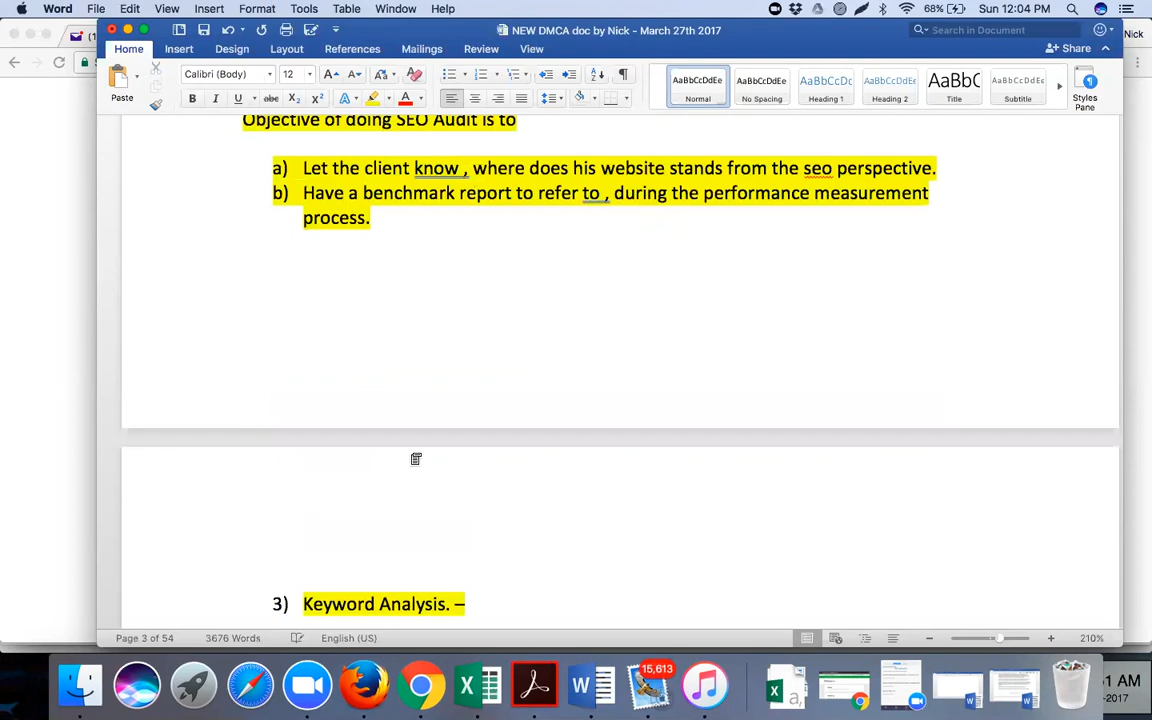 Word File Edit View Insert Format Tools Table Window Help 68% Sun 12:04 PM
NEW DMCA doc by Nick - March 27th 2017 Search in Document Nick
Home Insert Design Layout References Mailings Review View Share
Paste Calibri (Body) 12 AaBbCcDdEe AaBbCcDdEe AaBbCcDc AaBbCcDdEe AaBbC AaBbCcDdEe
Normal No Spacing Heading 1 Heading 2 Title Subtitle Styles Pane
Objective of doing SEO Audit is to
a) Let the client know , where does his website stands from the seo perspective.
b) Have a benchmark report to refer to , during the performance measurement
process.
3) Keyword Analysis. –
Page 3 of 54 3676 Words English (US) 210%
15,613
1 AM
-2017